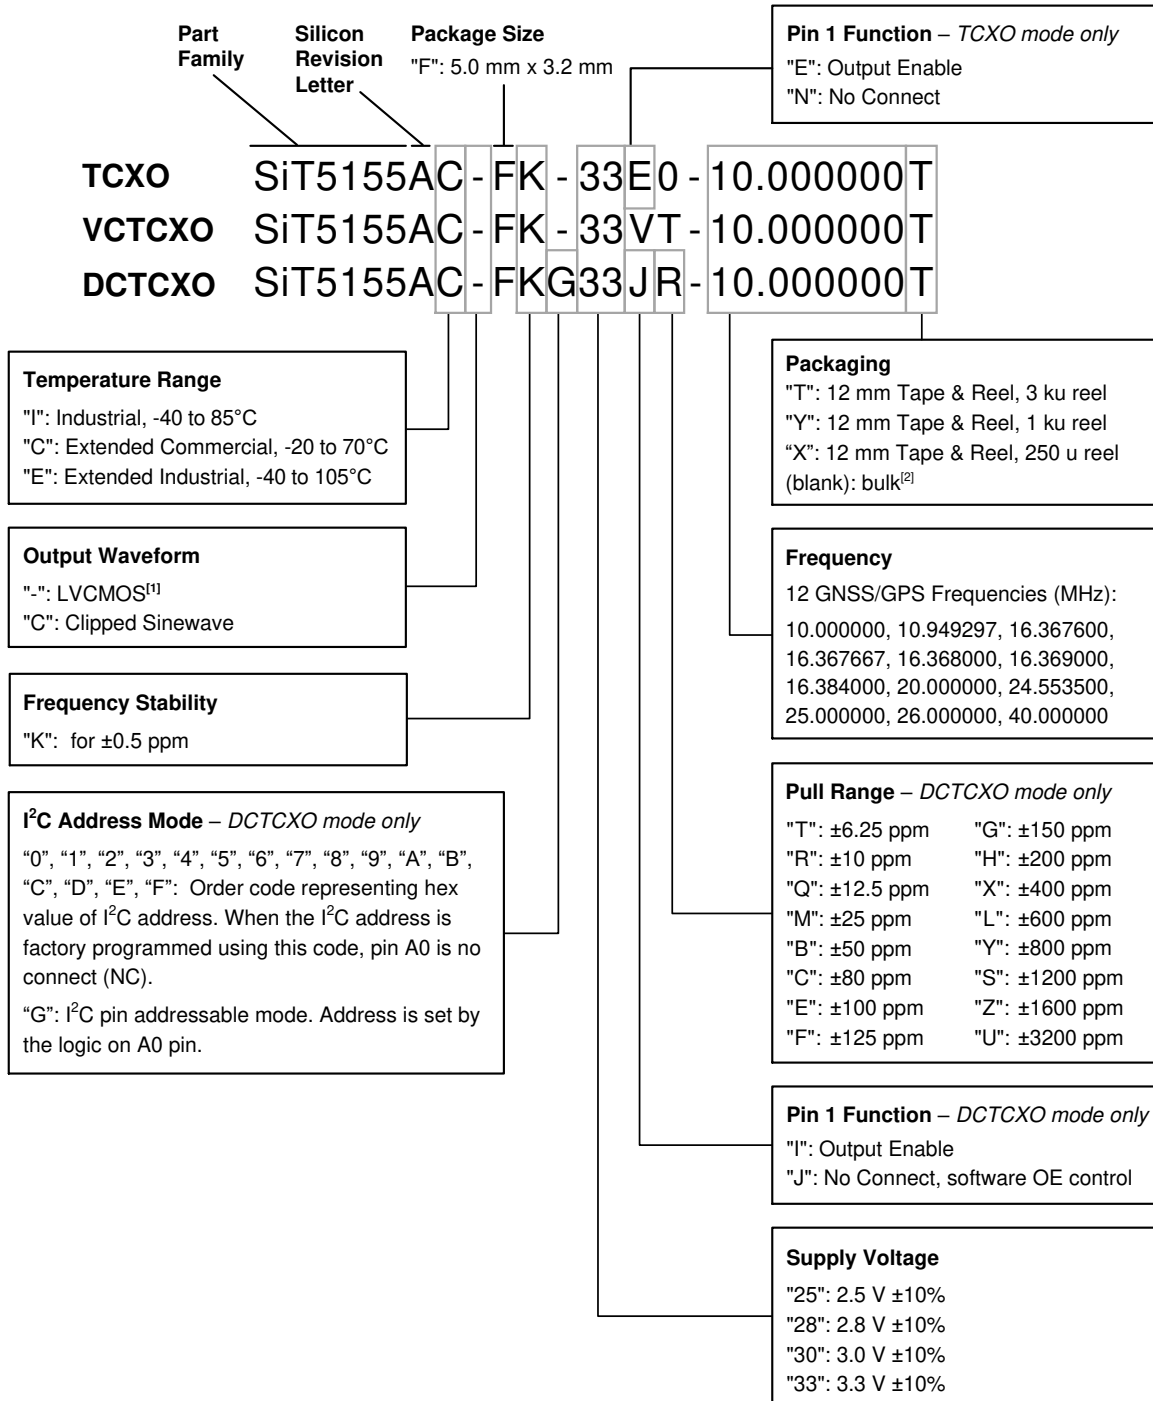 Part Family
Silicon Revision Letter
Package Size
"F": 5.0 mm x 3.2 mm
Pin 1 Function – TCXO mode only
"E": Output Enable
"N": No Connect
TCXO SiT5155AC - FK - 33E0 - 10.000000T
VCTCXO SiT5155AC - FK - 33VT - 10.000000T
DCTCXO SiT5155AC - FKG33JR - 10.000000T
Temperature Range
"I": Industrial, -40 to 85°C
"C": Extended Commercial, -20 to 70°C
"E": Extended Industrial, -40 to 105°C
Output Waveform
"-": LVCMOS[1]
"C": Clipped Sinewave
Frequency Stability
"K": for ±0.5 ppm
I²C Address Mode – DCTCXO mode only
“0”, “1”, “2”, “3”, “4”, “5”, “6”, “7”, “8”, “9”, “A”, “B”,
“C”, “D”, “E”, “F”: Order code representing hex
value of I²C address. When the I²C address is
factory programmed using this code, pin A0 is no
connect (NC).
“G”: I²C pin addressable mode. Address is set by
the logic on A0 pin.
Packaging
"T": 12 mm Tape & Reel, 3 ku reel
"Y": 12 mm Tape & Reel, 1 ku reel
“X”: 12 mm Tape & Reel, 250 u reel
(blank): bulk[2]
Frequency
12 GNSS/GPS Frequencies (MHz):
10.000000, 10.949297, 16.367600,
16.367667, 16.368000, 16.369000,
16.384000, 20.000000, 24.553500,
25.000000, 26.000000, 40.000000
Pull Range – DCTCXO mode only
"T": ±6.25 ppm "G": ±150 ppm
"R": ±10 ppm "H": ±200 ppm
"Q": ±12.5 ppm "X": ±400 ppm
"M": ±25 ppm "L": ±600 ppm
"B": ±50 ppm "Y": ±800 ppm
"C": ±80 ppm "S": ±1200 ppm
"E": ±100 ppm "Z": ±1600 ppm
"F": ±125 ppm "U": ±3200 ppm
Pin 1 Function – DCTCXO mode only
"I": Output Enable
"J": No Connect, software OE control
Supply Voltage
"25": 2.5 V ±10%
"28": 2.8 V ±10%
"30": 3.0 V ±10%
"33": 3.3 V ±10%